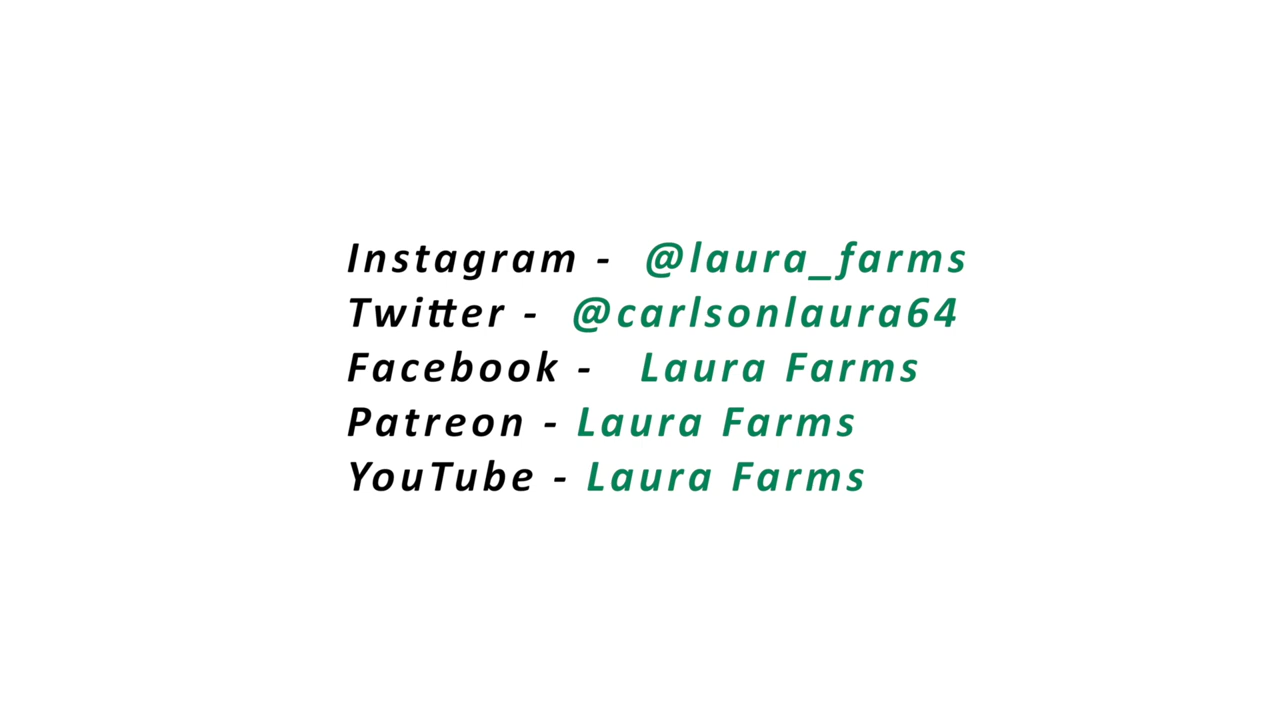 Instagram - @laura_farms
Twitter - @carlsonlaura64
Facebook - Laura Farms
Patreon - Laura Farms
YouTube - Laura Farms